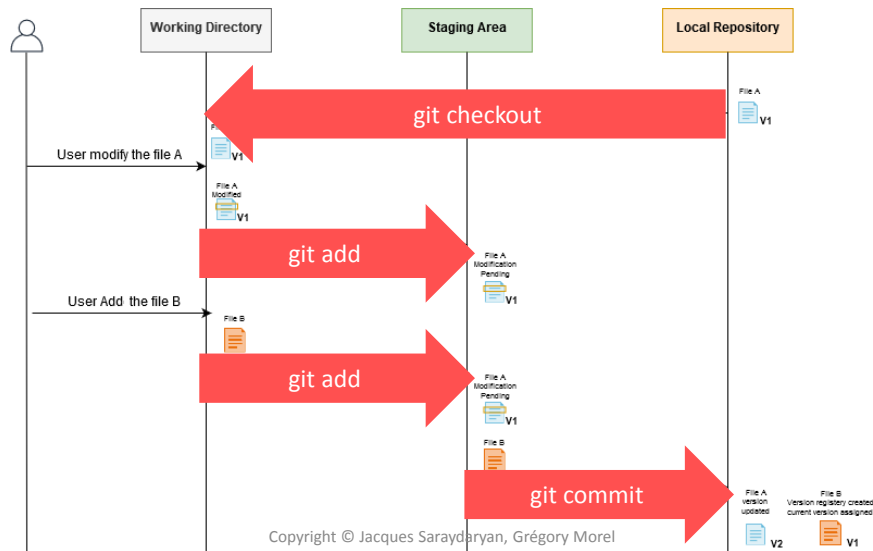 Working Directory
Staging Area
Local Repository
File A
V1
git checkout
V1
User modify the file A
File A
Modified
V1
git add
File A
Modification
Pending
V1
User Add the file B
File B
git add
File A
Modification
Pending
V1
File B
git commit
File A
version
updated
V2
File B
Version registery created
current version assigned
V1
Copyright © Jacques Saraydaryan, Grégory Morel